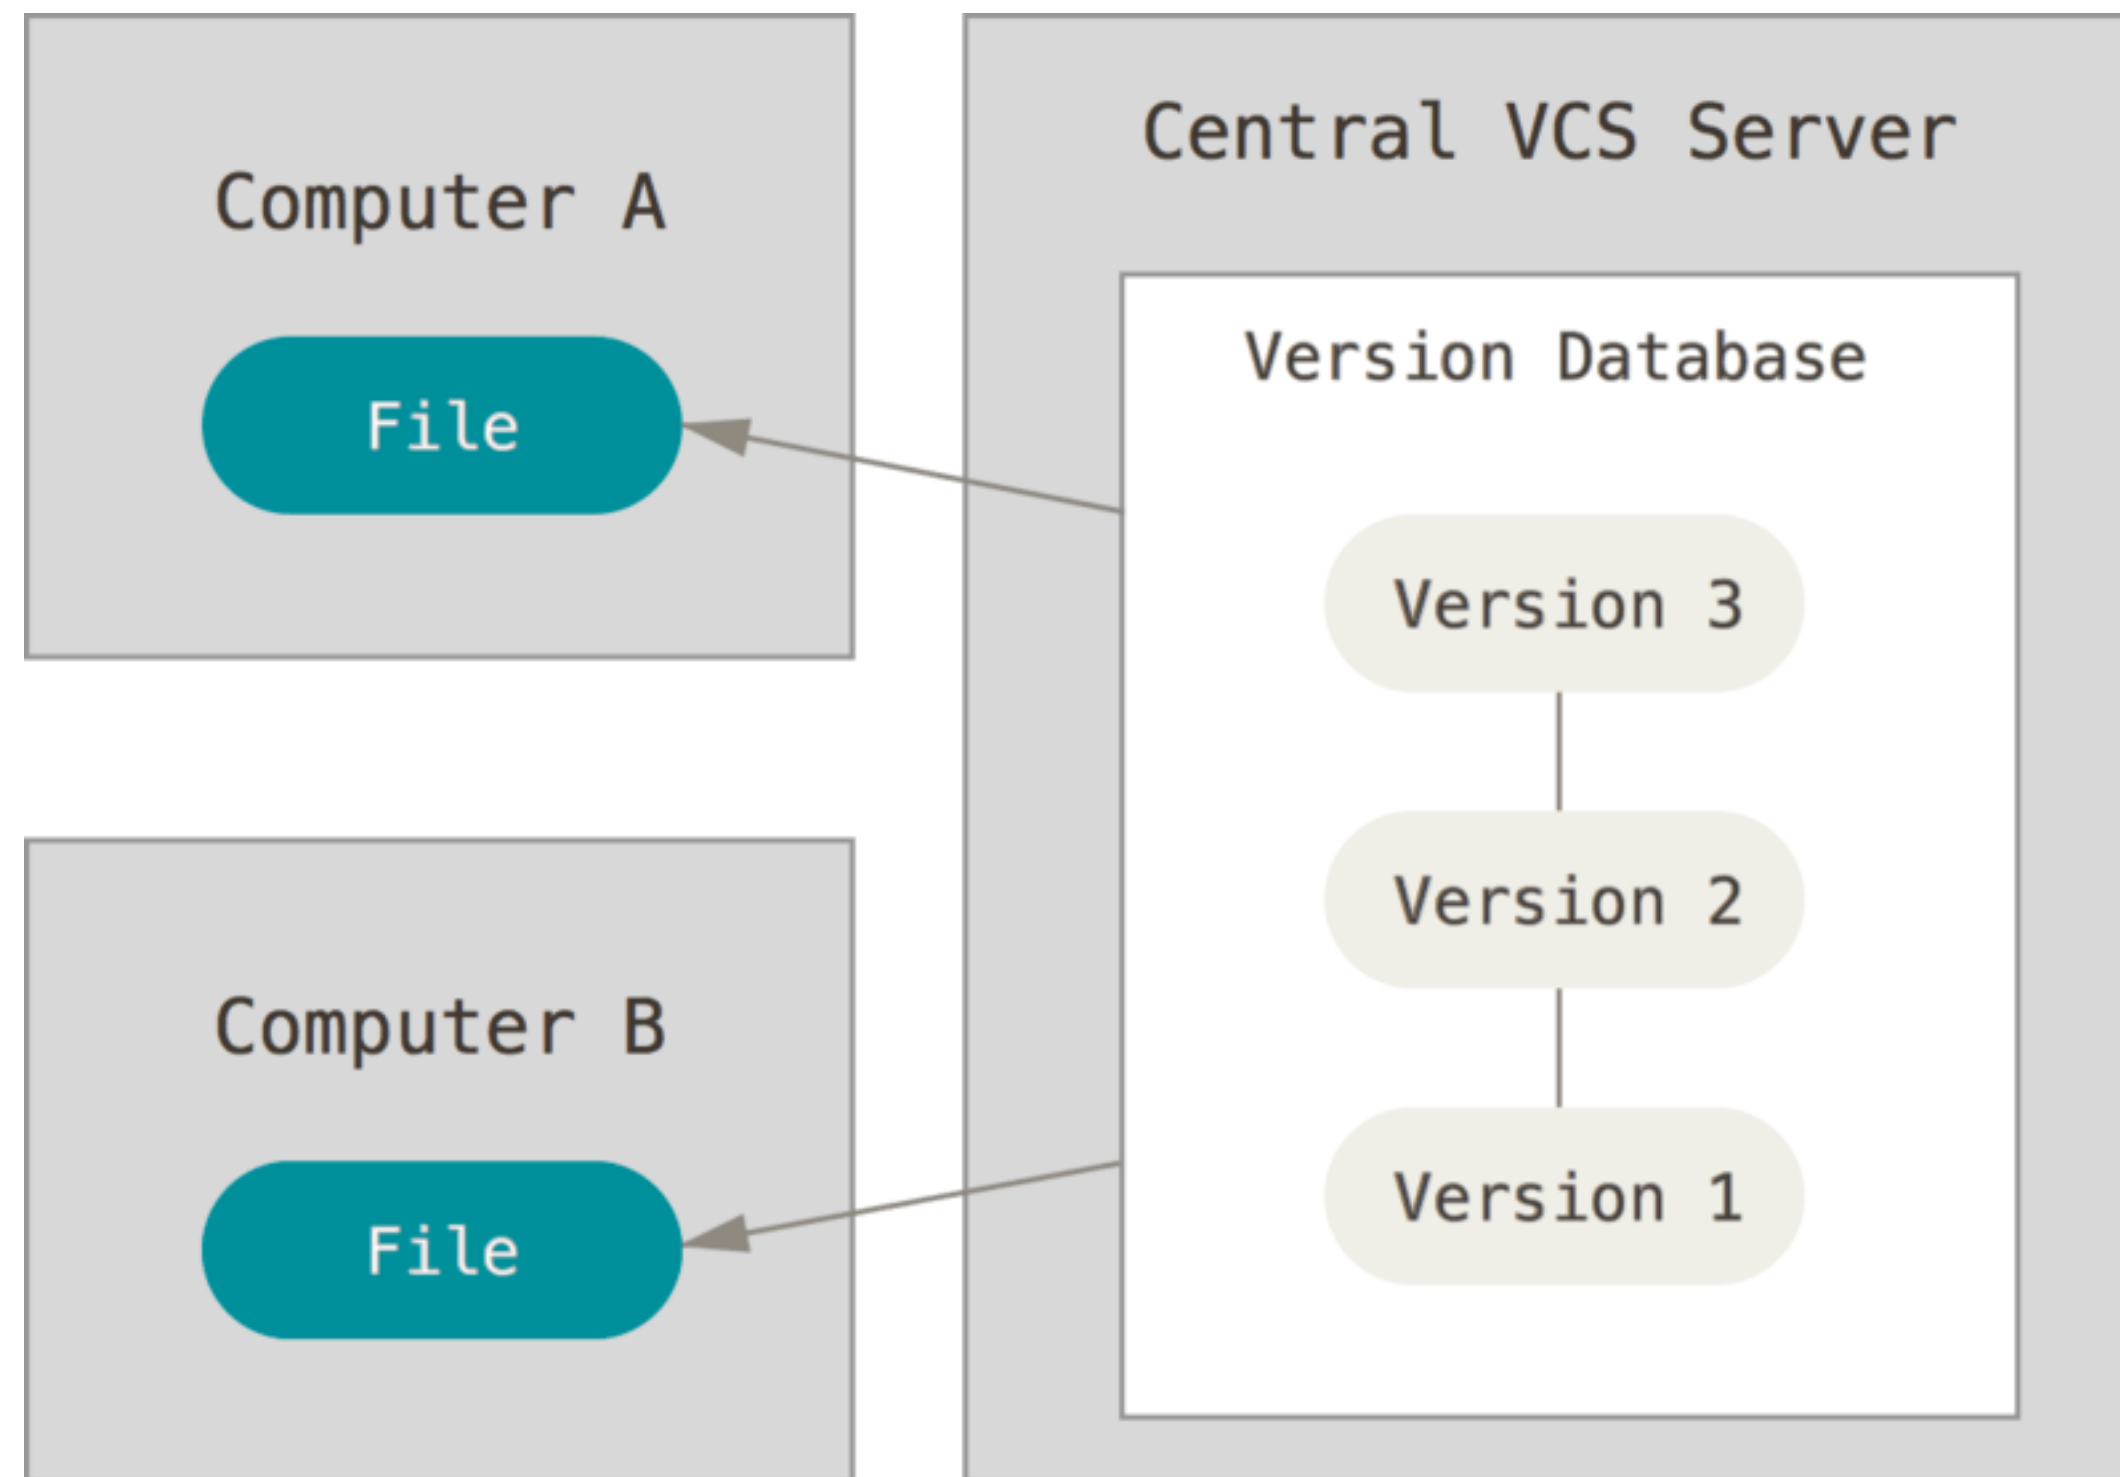 Computer A
File
Computer B
File
Central VCS Server
Version Database
Version 3
Version 2
Version 1